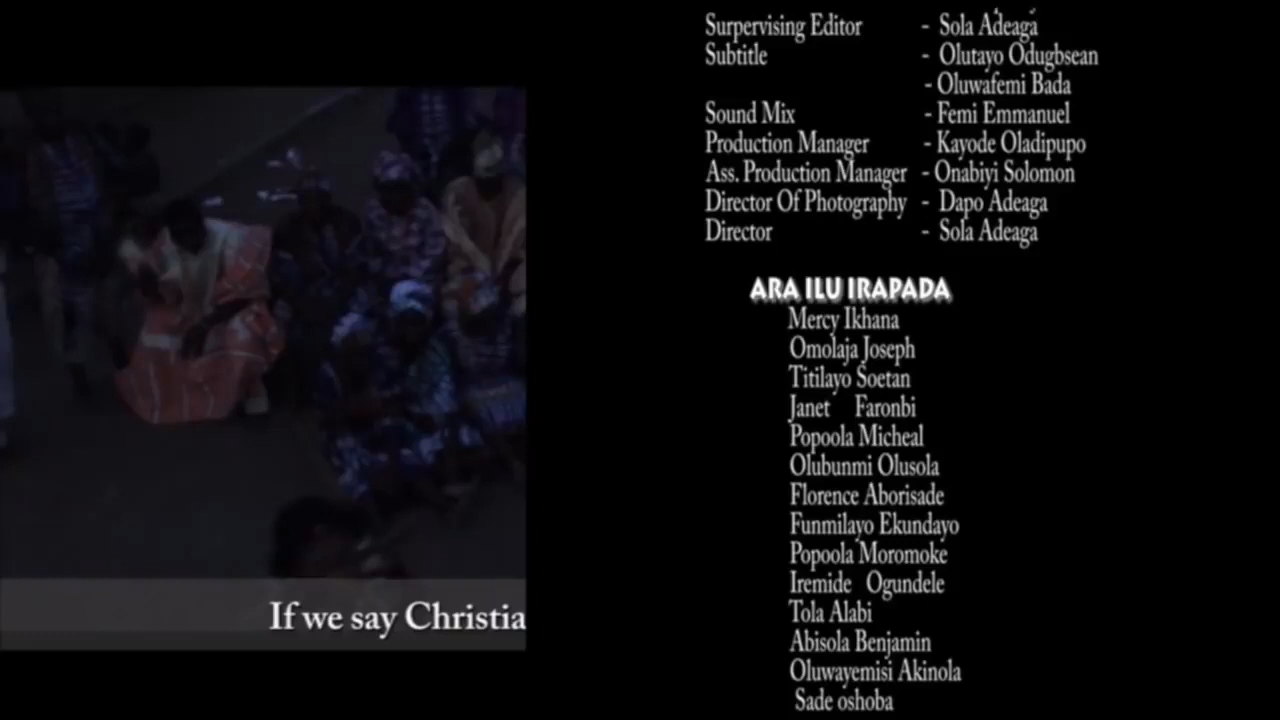 Surpervising Editor - Sola Adeaga
Subtitle - Olutayo Odugbsean
- Oluwafemi Bada
Sound Mix - Femi Emmanuel
Production Manager - Kayode Oladipupo
Ass. Production Manager - Onabiyi Solomon
Director Of Photography - Dapo Adeaga
Director - Sola Adeaga
ARA ILU IRAPADA
Mercy Ikhana
Omolaja Joseph
Titilayo Soetan
Janet Faronbi
Popoola Micheal
Olubunmi Olusola
Florence Aborisade
Funmilayo Ekundayo
Popoola Moromoke
Iremide Ogundele
Tola Alabi
Abisola Benjamin
Oluwayemisi Akinola
Sade oshoba
If we say Christia